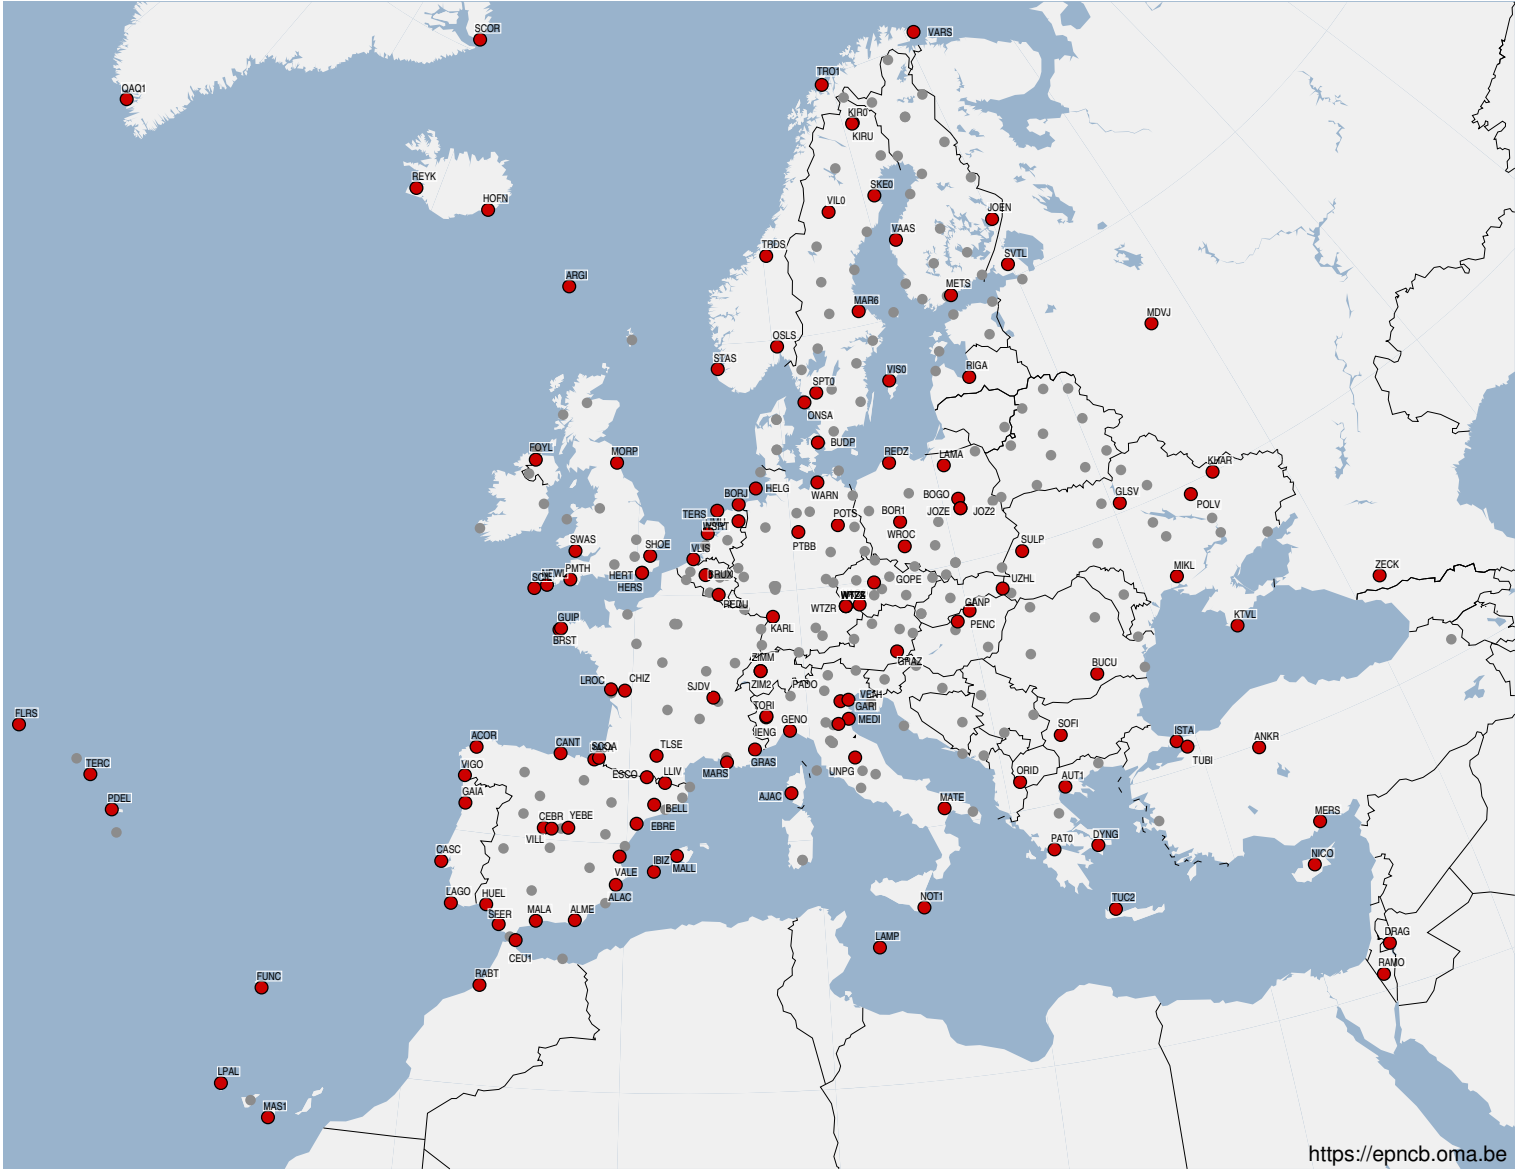 SCOR
VARS
QAQ1
TRO1
KIR0
KIRU
REYK
HOFN
SKE0
VIL0
JOEN
VAAS
TRDS
SVTL
ARGI
METS
MAR6
MDVJ
OSLS
STAS
RIGA
VIS0
SPT0
ONSA
BUDP
FOYL
MORP
REDZ
LAMA
KHAR
HELG
WARN
BORJ
BOGO
GLSV
POLV
TERS
POTS
BOR1
JOZE
JOZ2
WSRT
PTBB
WROC
SWAS
SHOE
VLIS
SULP
PMTH
HERT
BRUX
HERS
GOPE
UZHL
MIKL
ZECK
REDU
WTZR
GANP
KTVL
GUIP
BRST
KARL
PENC
ZIMM
GRAZ
BUCU
LROC
CHIZ
SJDV
ZIM2
PADO
VEN1
TORI
GARI
FLRS
GENO
MEDI
IENG
SOFI
ISTA
ACOR
CANT
SCOA
TLSE
GRAS
TUBI
ANKR
TERC
VIGO
MARS
UNPG
ESCO
LLIV
ORID
AUT1
GAIA
AJAC
PDEL
BELL
MATE
CEBR
YEBE
EBRE
MERS
VILL
PAT0
DYNG
CASC
IBIZ
MALL
VALE
NICO
LAGO
HUEL
ALAC
NOT1
TUC2
SFER
MALA
ALME
CEU1
LAMP
DRAG
RABT
RAMO
FUNC
LPAL
MAS1
https://epncb.oma.be